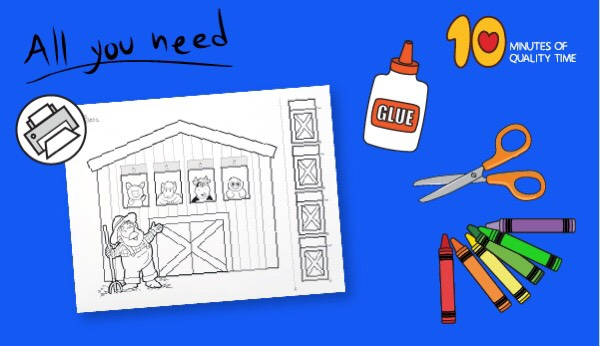 All you need
10 MINUTES OF
QUALITY TIME
GLUE